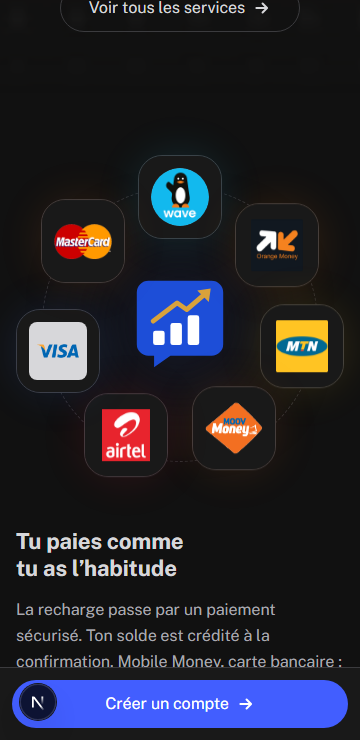 Voir tous les services →
wave
MasterCard
Orange Money
VISA
MTN
airtel
MOOV
Money
Tu paies comme
tu as l’habitude
La recharge passe par un paiement
sécurisé. Ton solde est crédité à la
confirmation. Mobile Money, carte bancaire :
N
Créer un compte →